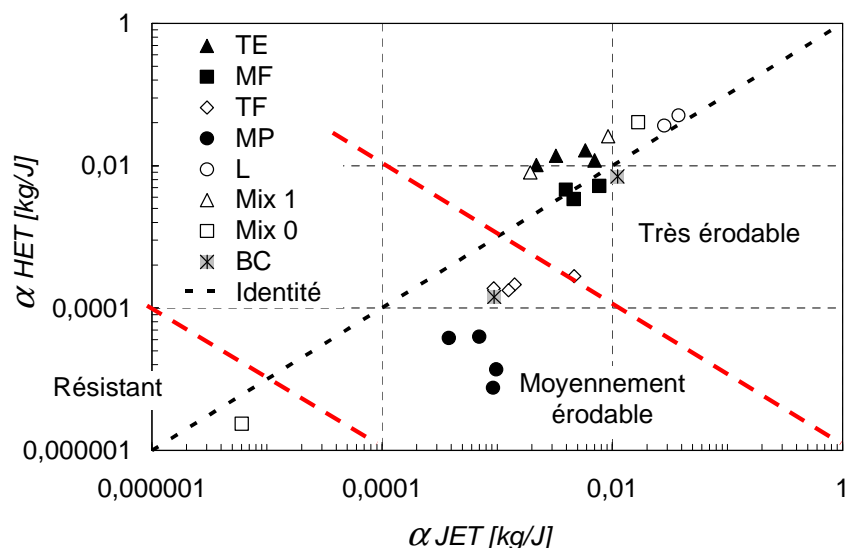 1
0,01
0,0001
0,000001
α HET [kg/J]
TE
MF
TF
MP
L
Mix 1
Mix 0
BC
Identité
Très érodable
Résistant
Moyennement
érodable
0,000001
0,0001
0,01
1
α JET [kg/J]